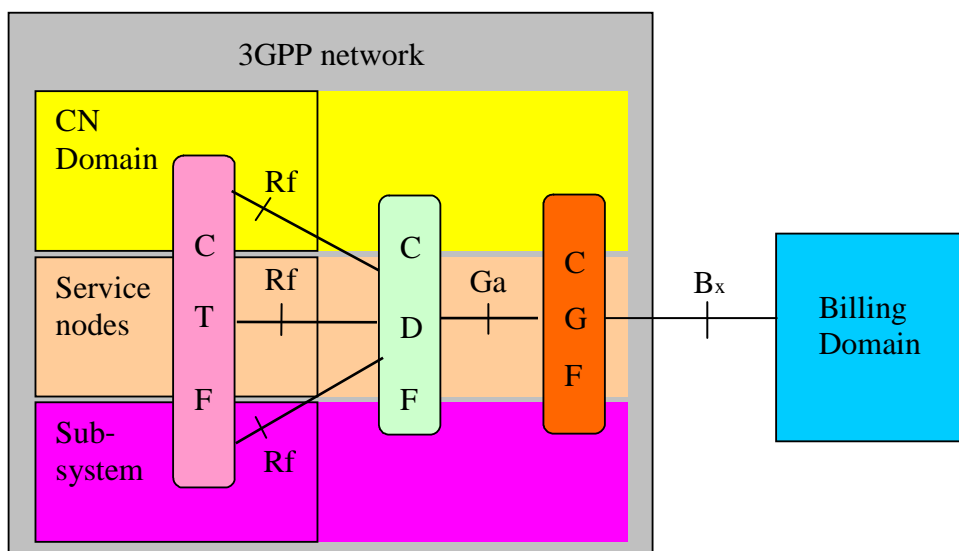 3GPP network
CN
Domain
Rf
C
T
F
Service
nodes
Rf
Sub-
system
Rf
C
D
F
Ga
C
G
F
Bx
Billing
Domain